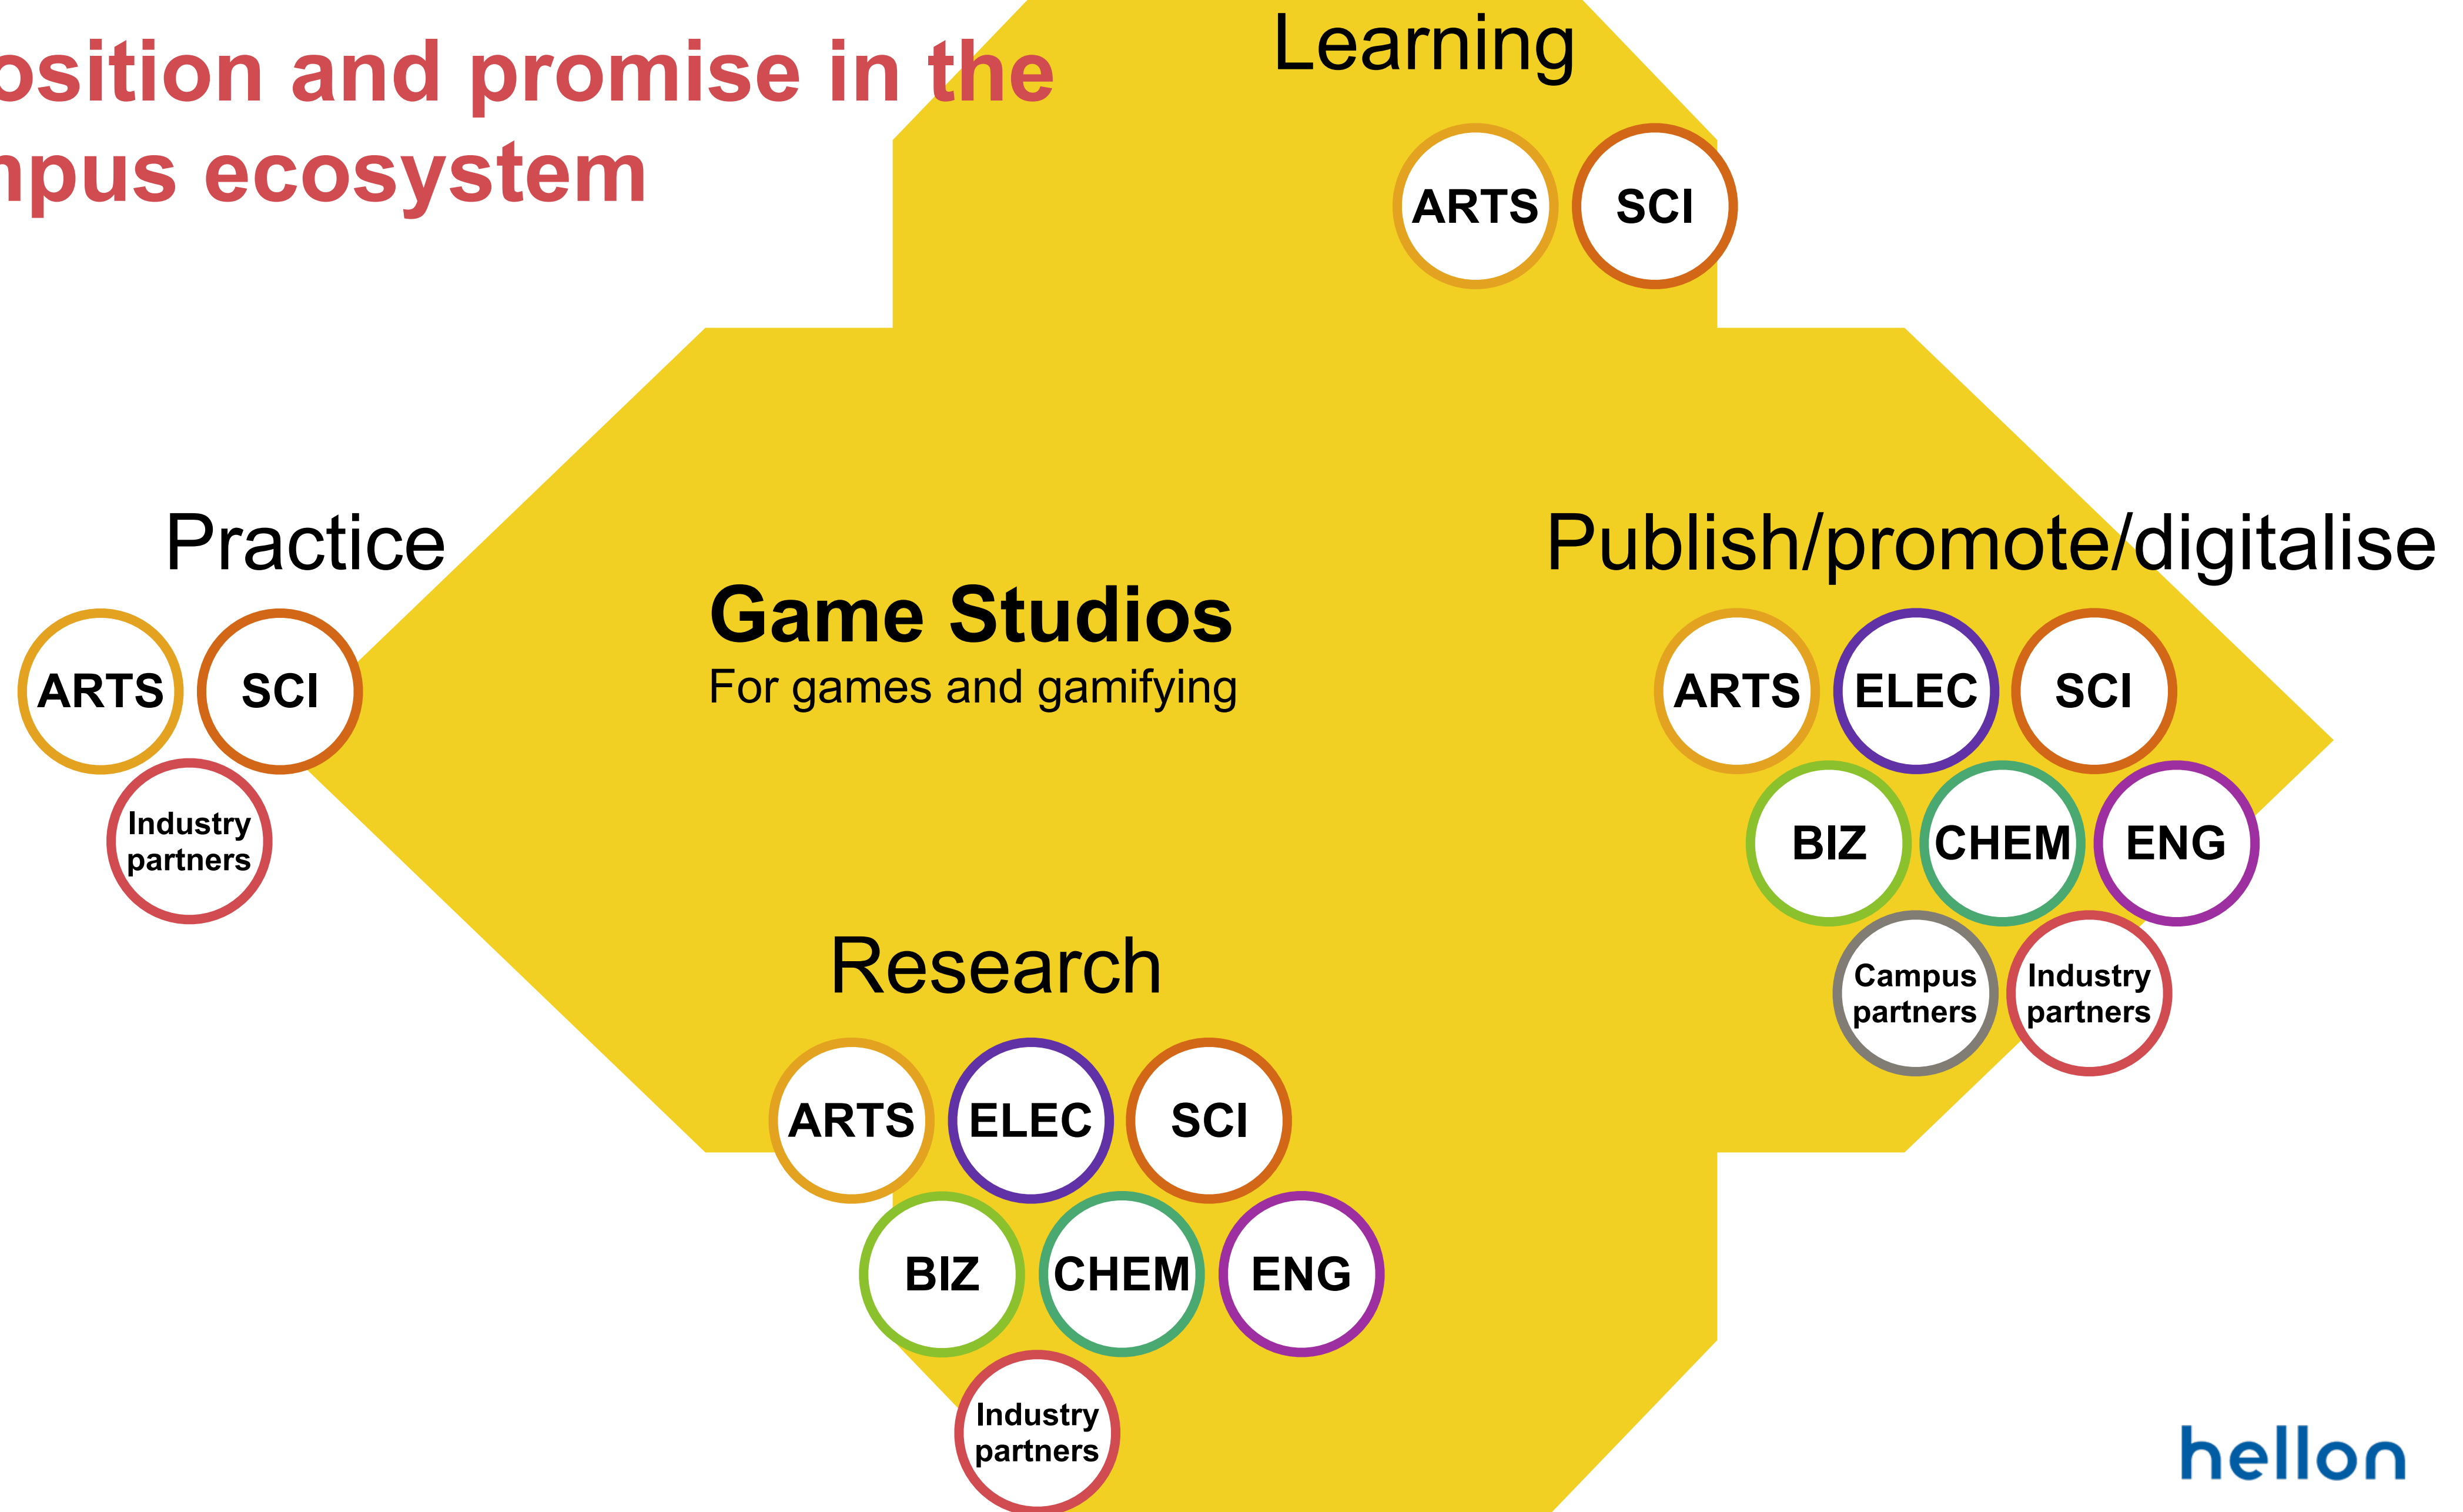 osition and promise in the
npus ecosystem
Learning
ARTS
SCI
Practice
ARTS
SCI
Industry
partners
Game Studios
For games and gamifying
Publish/promote/digitalise
ARTS
ELEC
SCI
BIZ
CHEM
ENG
Campus
partners
Industry
partners
Research
ARTS
ELEC
SCI
BIZ
CHEM
ENG
Industry
partners
hellon